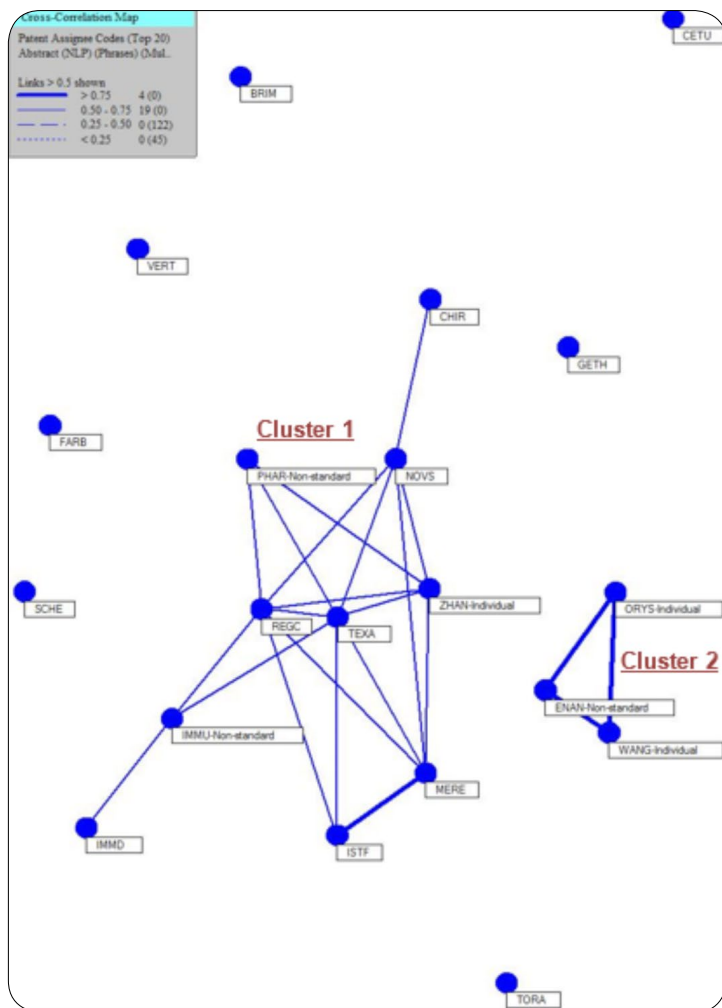 Cross-Correlation Map
Patent Assignee Codes (Top 20)
Abstract (NLP) (Phrases) (Mul..
Links > 0.5 shown
> 0.75 4 (0)
0.50 - 0.75 19 (0)
0.25 - 0.50 0 (122)
< 0.25 0 (45)
CETU
BRIM
VERT
CHIR
GETH
FARB
Cluster 1
PHAR-Non-standard
NOVS
SCHE
ZHAN-Individual
ORYS-Individual
REGC
TEXA
Cluster 2
ENAN-Non-standard
IMMU-Non-standard
WANG-Individual
MERE
IMMD
ISTF
TORA